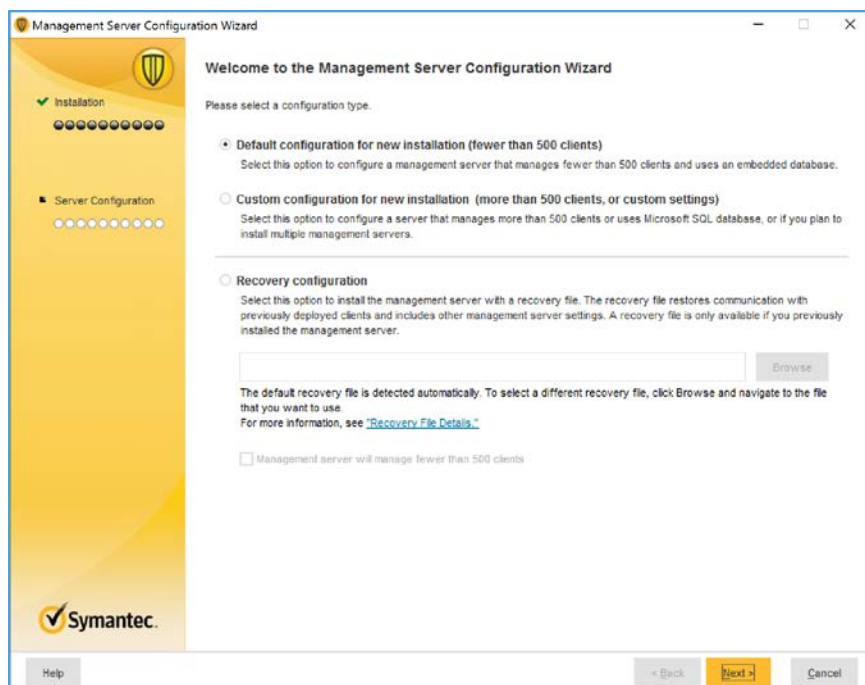 Management Server Configuration Wizard
Installation
Server Configuration
Welcome to the Management Server Configuration Wizard
Please select a configuration type.
Default configuration for new installation (fewer than 500 clients)
Select this option to configure a management server that manages fewer than 500 clients and uses an embedded database.
Custom configuration for new installation (more than 500 clients, or custom settings)
Select this option to configure a server that manages more than 500 clients or uses Microsoft SQL database, or if you plan to
install multiple management servers.
Recovery configuration
Select this option to install the management server with a recovery file. The recovery file restores communication with
previously deployed clients and includes other management server settings. A recovery file is only available if you previously
installed the management server.
Browse
The default recovery file is detected automatically. To select a different recovery file, click Browse and navigate to the file
that you want to use.
For more information, see "Recovery File Details."
Management server will manage fewer than 500 clients
Symantec.
Help
< Back
Next >
Cancel